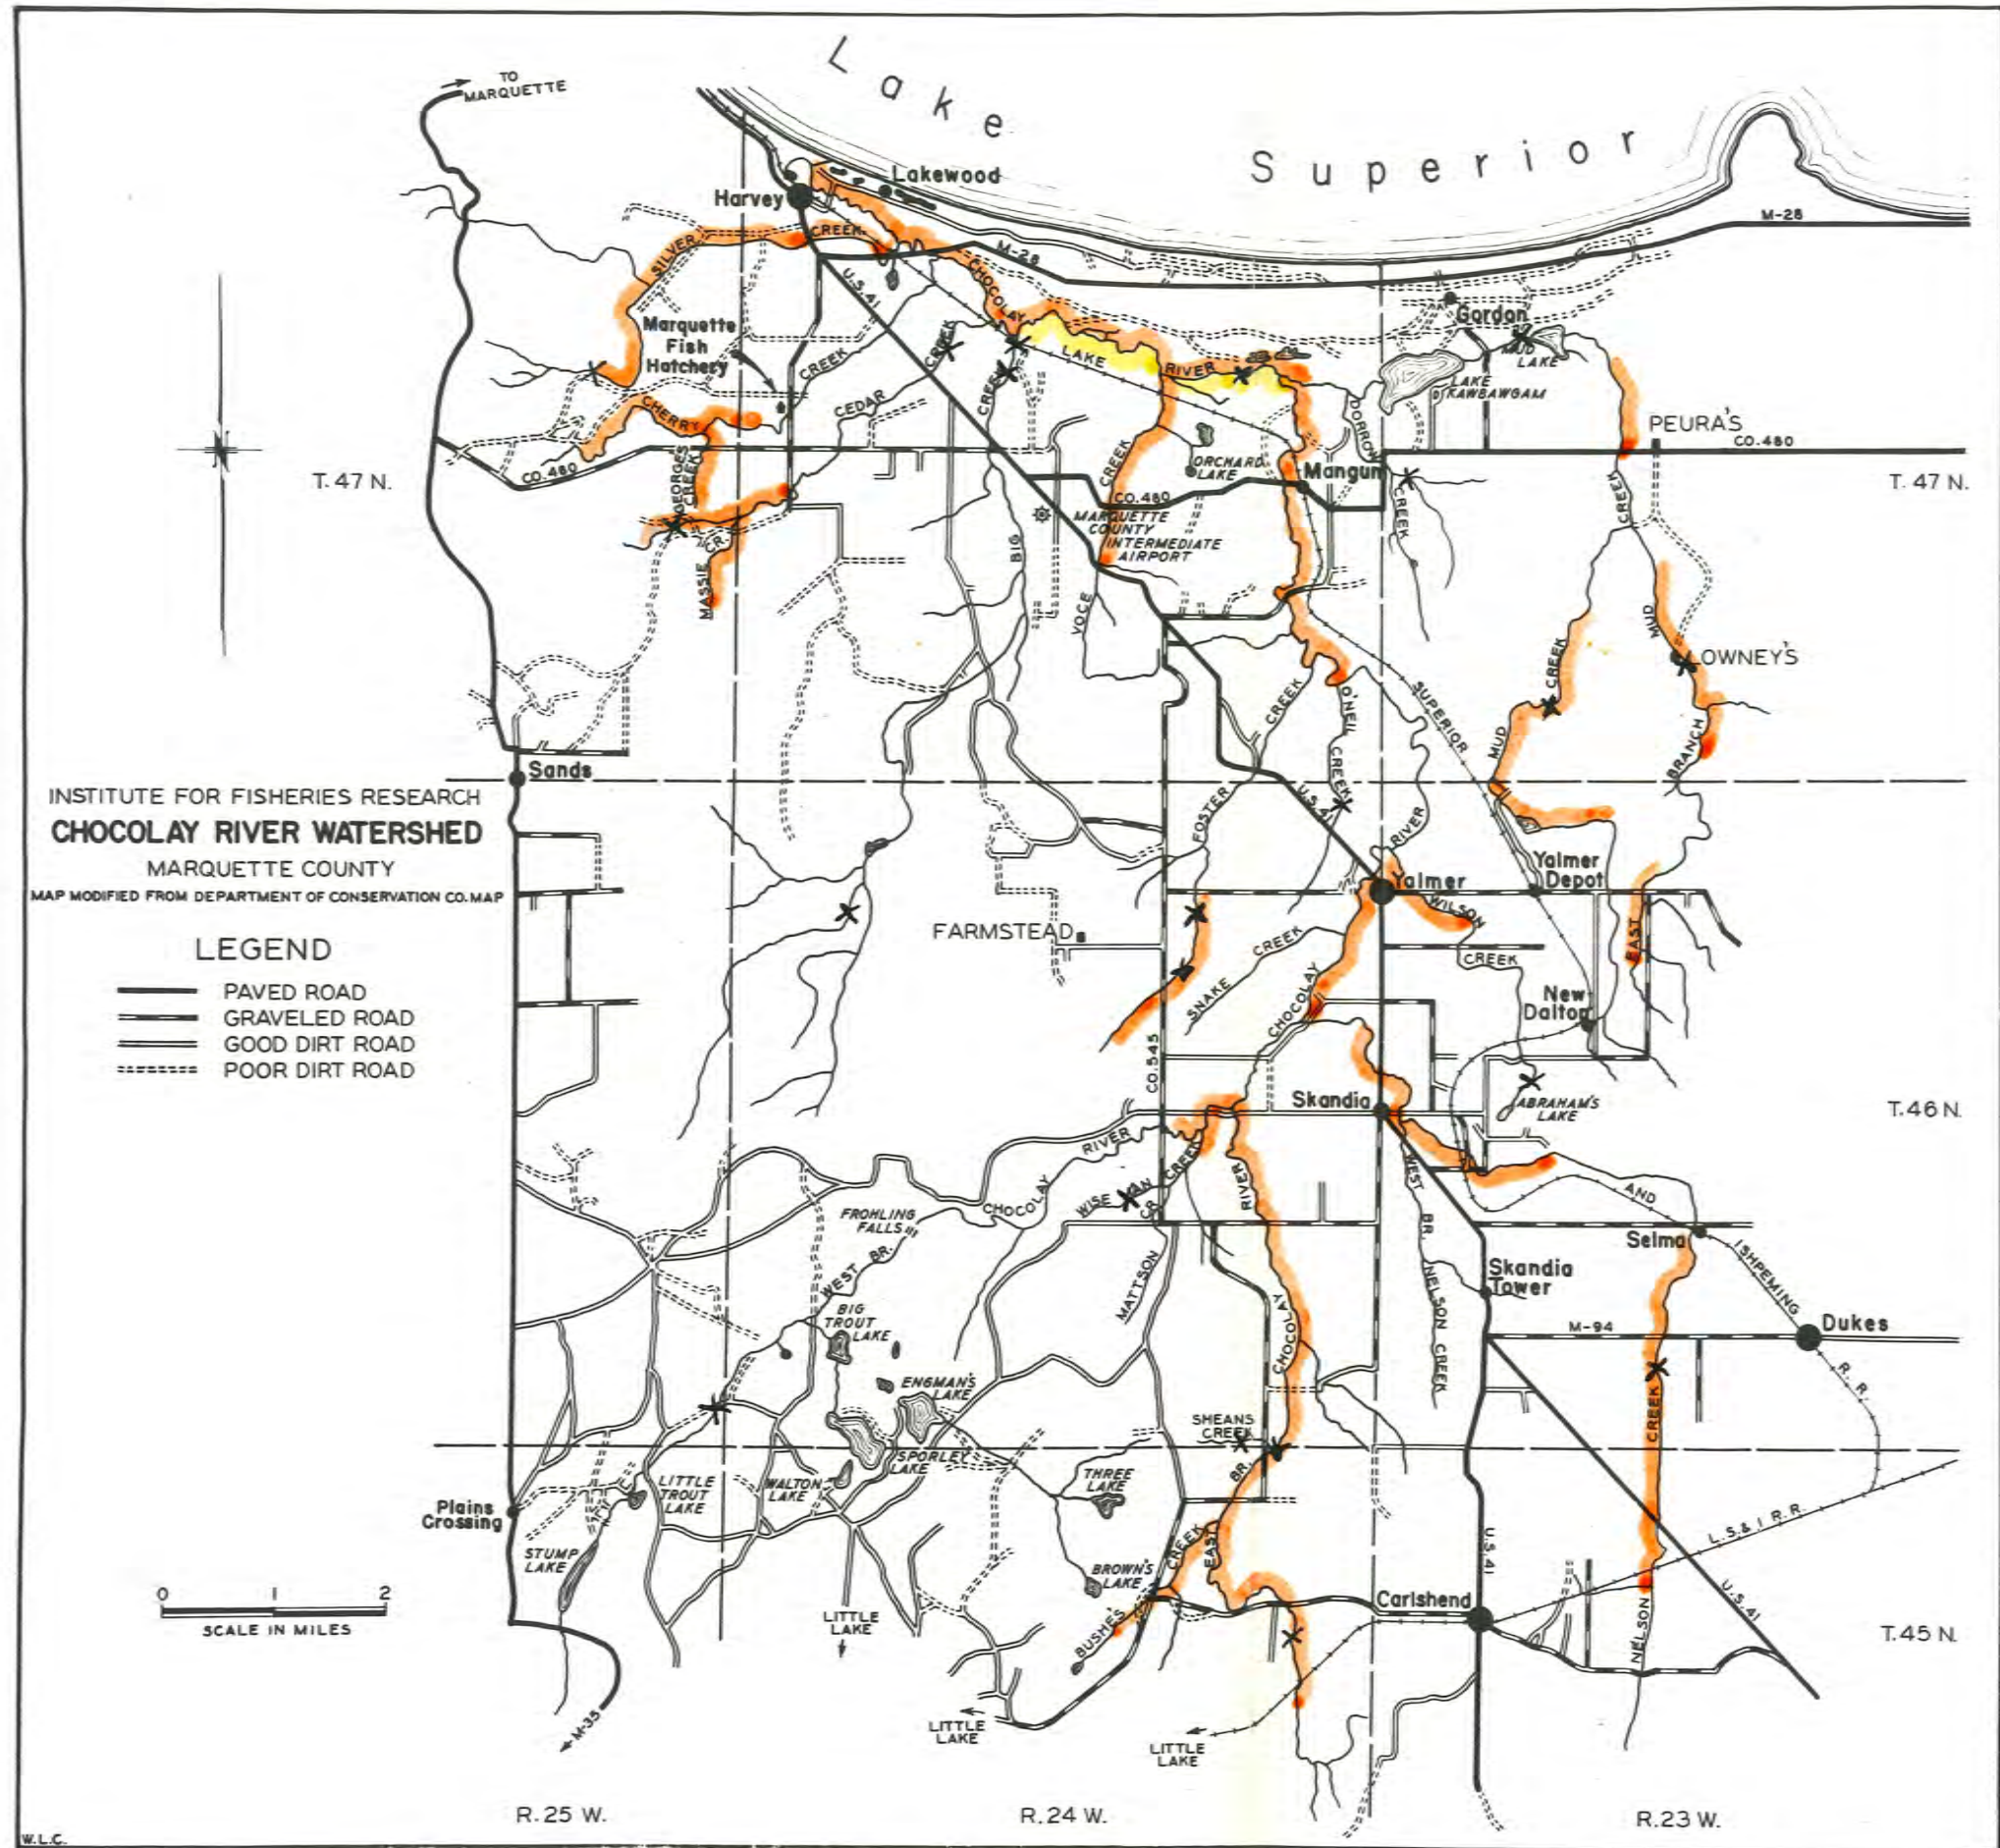 TO
MARQUETTE
Lake
Superior
Lakewood
Harvey
M-28
CREEK
SILVER
M-28
U.S.41
CHOCOLAY
Gordon
Marquette
Fish
Hatchery
CREEK
CREEK
LAKE
RIVER
MUD
LAKE
LAKE
KAWBAWGAM
CREEK
CEDAR
CHERRY
DORROW
PEURA'S
CO.480
GEORGES
CREEK
CO.480
CREEK
ORCHARD
LAKE
Mangum
T. 47 N.
T. 47 N.
CO.480
CREEK
CREEK
MARQUETTE
COUNTY
INTERMEDIATE
AIRPORT
MASSIE
CR.
BIG
VOCE
MUD
LOWNEY'S
CREEK
CREEK
O'NEIL
CREEK
SUPERIOR
MUD
BRANCH
Sands
INSTITUTE FOR FISHERIES RESEARCH
CHOCOLAY RIVER WATERSHED
MARQUETTE COUNTY
MAP MODIFIED FROM DEPARTMENT OF CONSERVATION CO. MAP
FOSTER
U.S.41
RIVER
Yalmer
Depot
Yalmer
WILSON
CREEK
FARMSTEAD
EAST
CREEK
SNAKE
CHOCOLAY
New
Dalton
LEGEND
PAVED ROAD
GRAVELED ROAD
GOOD DIRT ROAD
POOR DIRT ROAD
CO.545
Skandia
ABRAHAM'S
LAKE
T.46 N.
RIVER
CHOCOLAY
WISEMAN
CREEK
CR.
RIVER
WEST
BR.
NELSON
CREEK
AND
FROHLING
FALLS
WEST BR.
MATTSON
Selma
ISHPEMING
R. R.
Skandia
Tower
BIG
TROUT
LAKE
M-94
Dukes
CHOCOLAY
ENGMAN'S
LAKE
SHEANS
CREEK
CREEK
SPORLEY
LAKE
BR.
LITTLE
TROUT
LAKE
WALTON
LAKE
THREE
LAKE
Plains
Crossing
CREEK
EAST
U.S.41
L.S.& I R.R.
STUMP
LAKE
BROWN'S
LAKE
0 1 2
SCALE IN MILES
LITTLE
LAKE
BUSHE'S
Carlshend
U.S.41
NELSON
T.45 N.
M-35
LITTLE
LAKE
LITTLE
LAKE
R.25 W.
R.24 W.
R.23 W.
W.L.C.